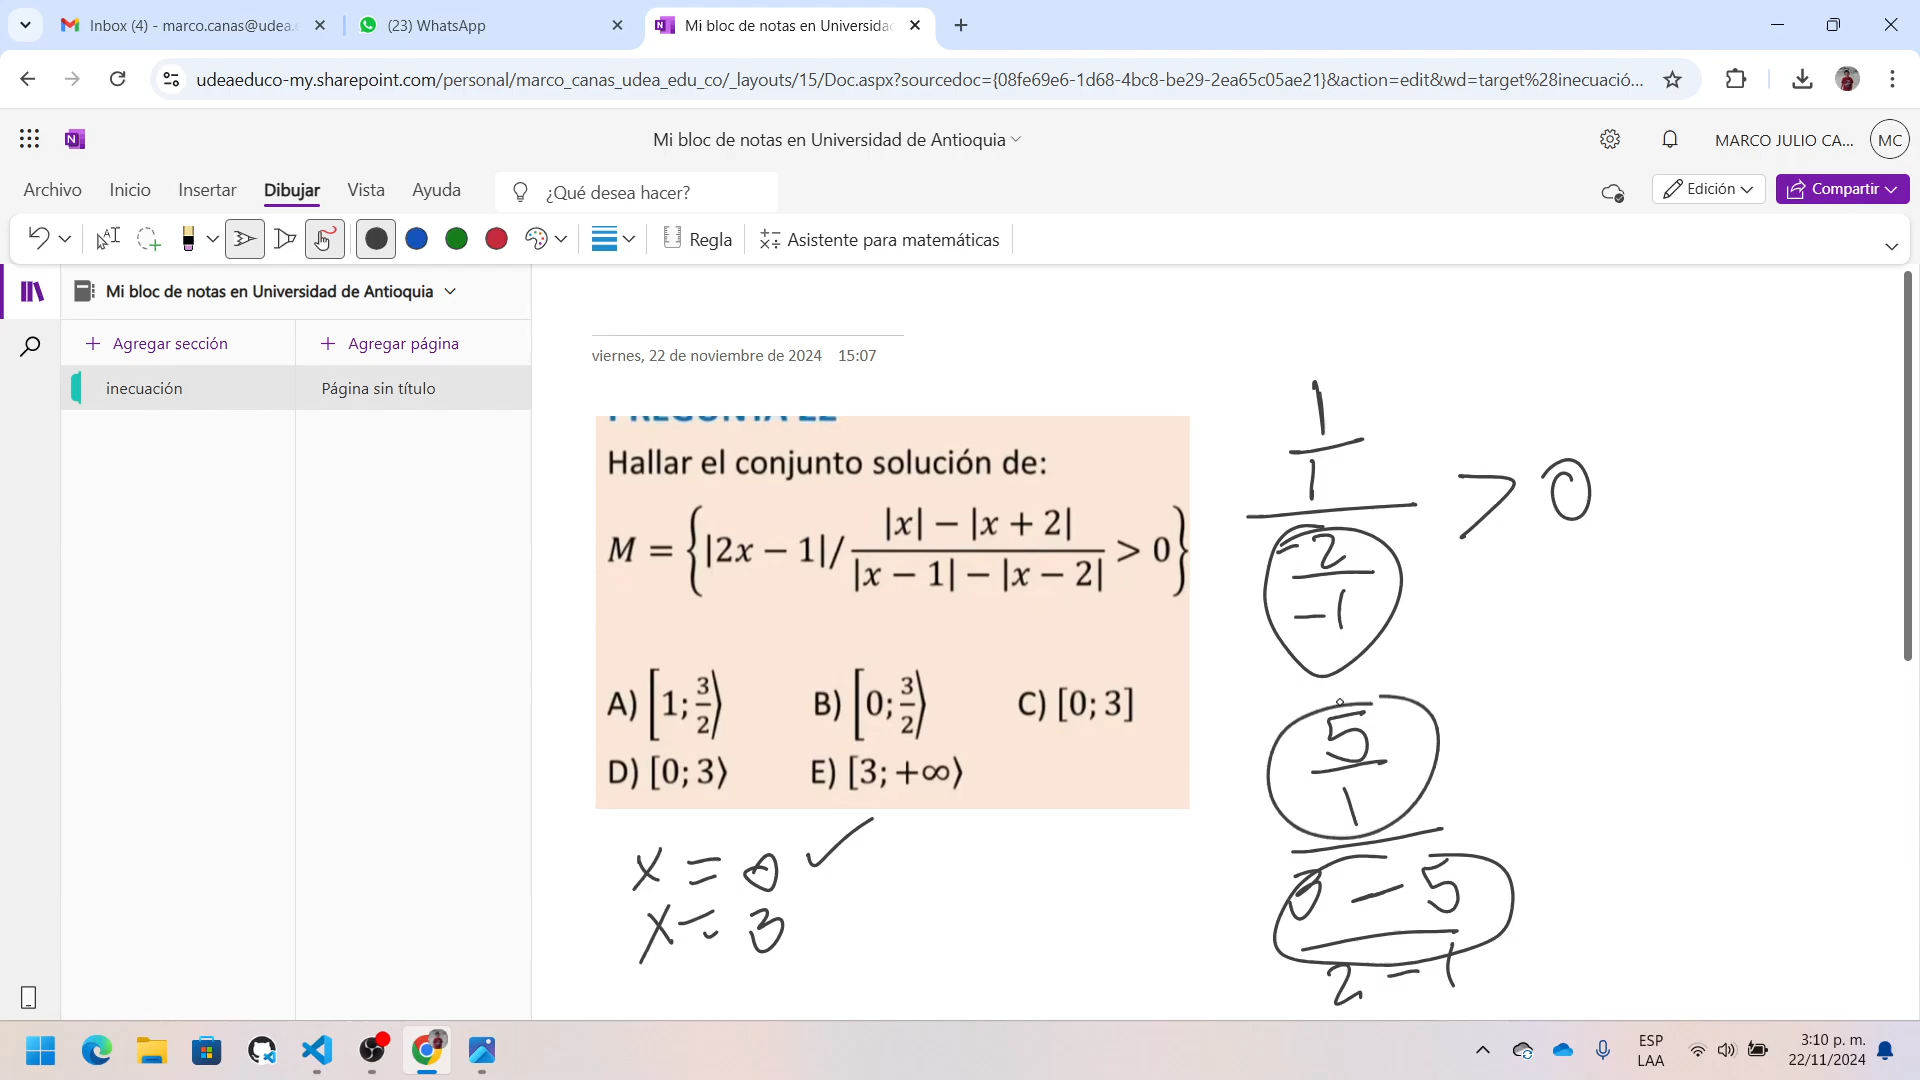 Inbox (4) - marco.canas@udea.e
(23) WhatsApp
Mi bloc de notas en Universidad
udeaeduco-my.sharepoint.com/personal/marco_canas_udea_edu_co/_layouts/15/Doc.aspx?sourcedoc={08fe69e6-1d68-4bc8-be29-2ea65c05ae21}&action=edit&wd=target%28inecuació...
Mi bloc de notas en Universidad de Antioquia
MARCO JULIO CA...
MC
Archivo
Inicio
Insertar
Dibujar
Vista
Ayuda
¿Qué desea hacer?
Edición
Compartir
Regla
Asistente para matemáticas
Mi bloc de notas en Universidad de Antioquia
Agregar sección
Agregar página
inecuación
Página sin título
viernes, 22 de noviembre de 2024 15:07
PREGUNTA 22
Hallar el conjunto solución de:
M = {|2x − 1| / (|x| − |x + 2|)/(|x − 1| − |x − 2|) > 0}
A) [1; 3/2⟩ B) [0; 3/2⟩ C) [0; 3]
D) [0; 3⟩ E) [3; +∞⟩
x = 0 ✓
x = 3
1
1
> 0
-2
-1
5
1
3 - 5
2 - 1
ESP
LAA
3:10 p. m.
22/11/2024